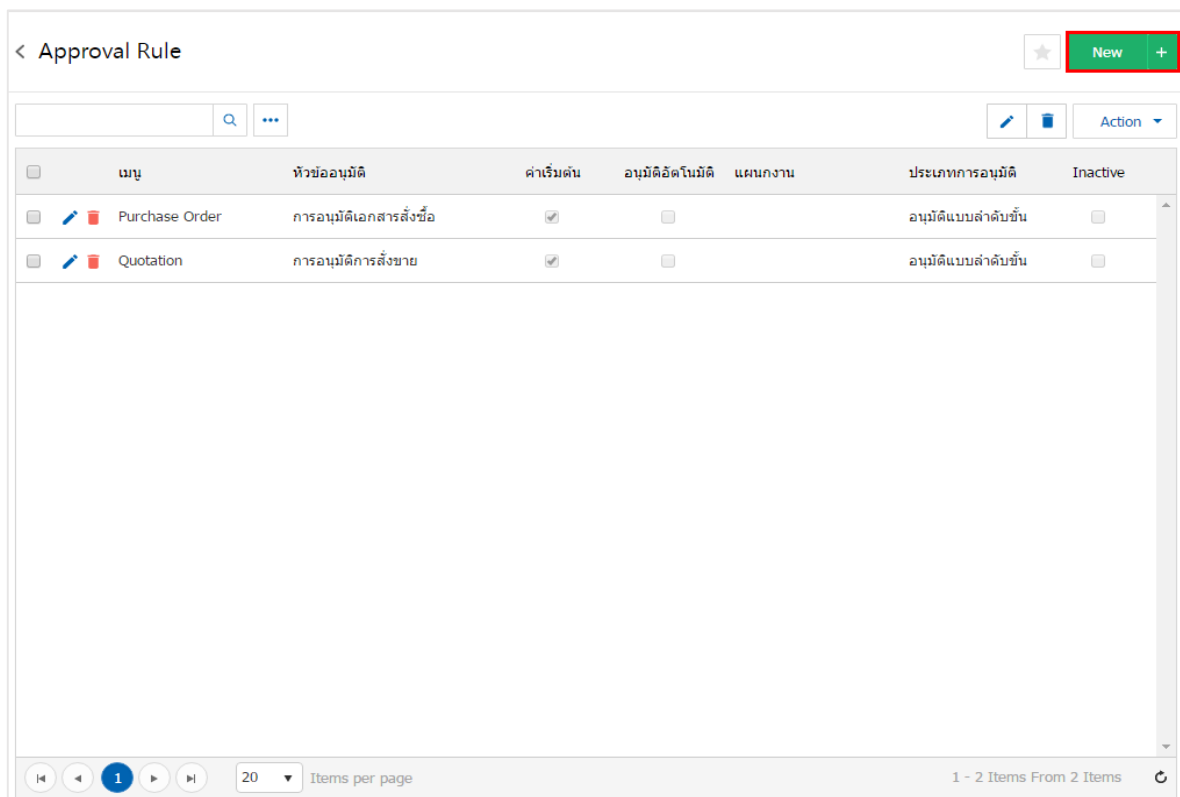 Approval Rule
New +
Action
เมนู หัวข้ออนุมัติ ค่าเริ่มต้น อนุมัติอัตโนมัติ แผนกงาน ประเภทการอนุมัติ Inactive
Purchase Order การอนุมัติเอกสารสั่งซื้อ อนุมัติแบบลำดับขั้น
Quotation การอนุมัติการสั่งขาย อนุมัติแบบลำดับขั้น
1 20 Items per page 1 - 2 Items From 2 Items